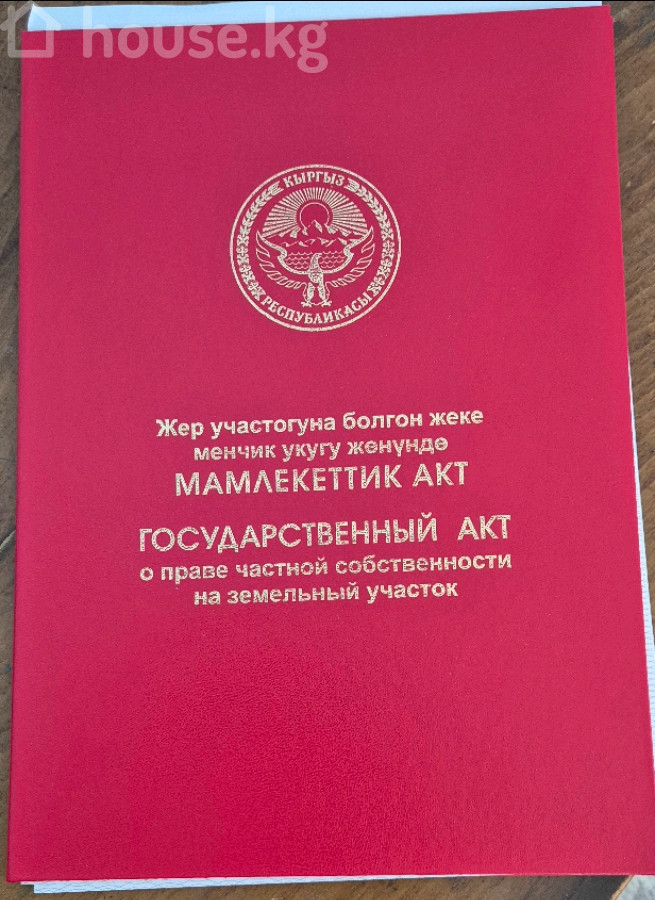 house.kg
КЫРГЫЗ
РЕСПУБЛИКАСЫ
Жер участогуна болгон жеке
менчик укугу жөнүндө
МАМЛЕКЕТТИК АКТ
ГОСУДАРСТВЕННЫЙ АКТ
о праве частной собственности
на земельный участок